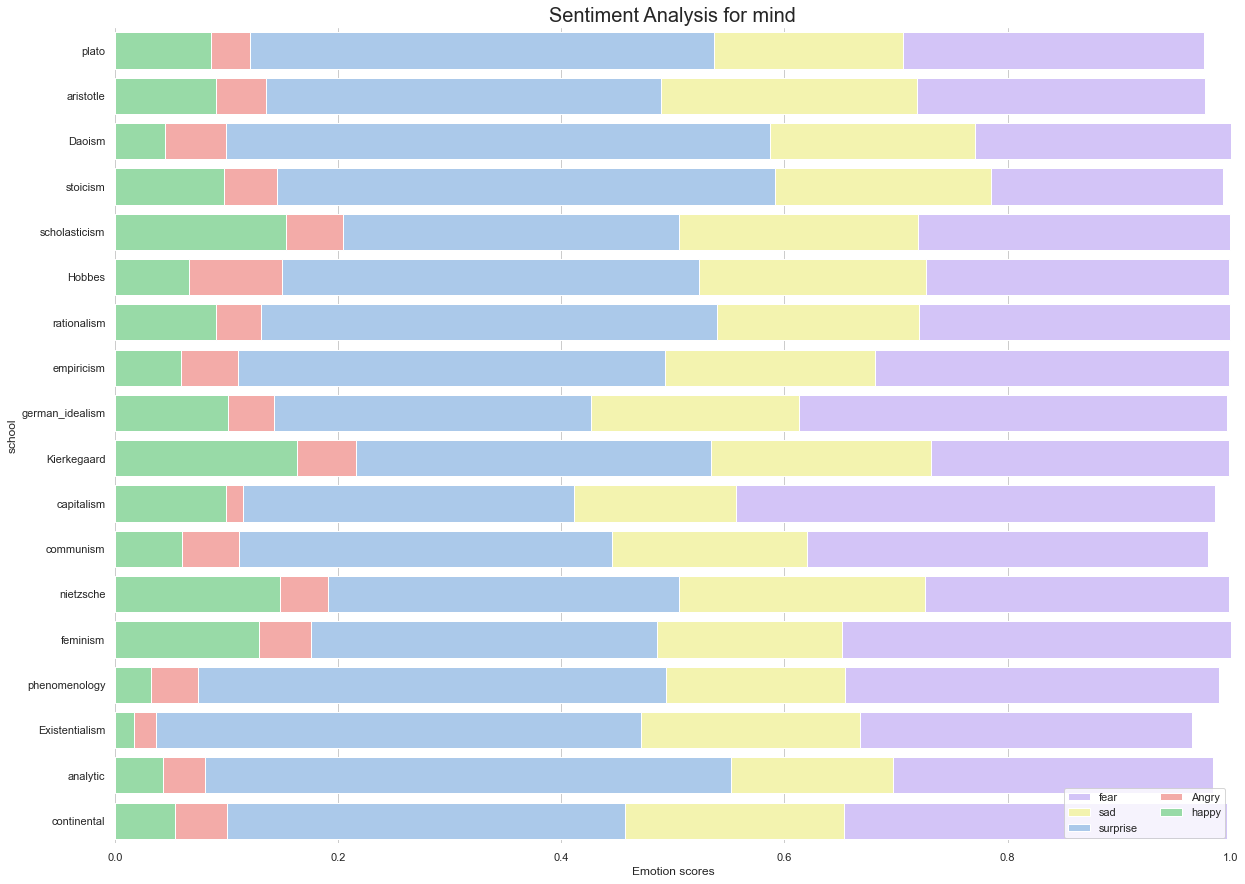 Sentiment Analysis for mind
plato
aristotle
Daoism
stoicism
scholasticism
Hobbes
rationalism
empiricism
german_idealism
school
Kierkegaard
capitalism
communism
nietzsche
feminism
phenomenology
Existentialism
analytic
continental
fear
sad
surprise
Angry
happy
0.0 0.2 0.4 0.6 0.8 1.0
Emotion scores